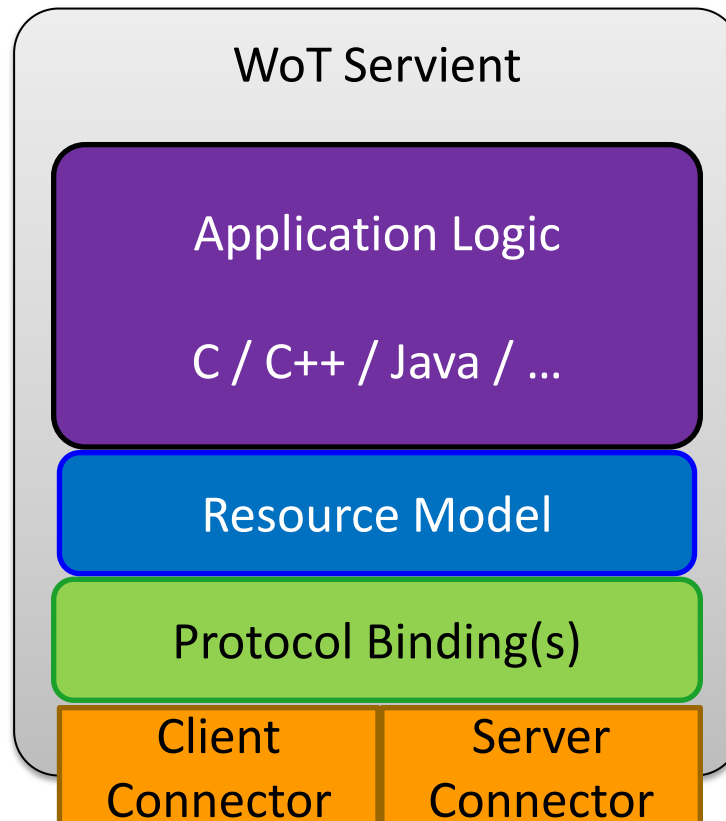 WoT Servient
Application Logic
C / C++ / Java / …
Resource Model
Protocol Binding(s)
Client
Connector
Server
Connector